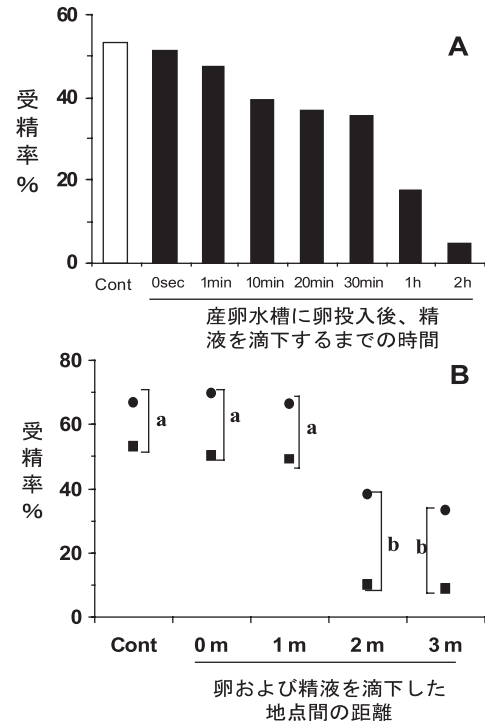 60
A
40
20
0
受精率%
Cont 0sec 1min 10min 20min 30min 1h 2h
産卵水槽に卵投入後、精
液を滴下するまでの時間
80
B
60
40
20
0
受精率%
a a a b b
Cont 0 m 1 m 2 m 3 m
卵および精液を滴下した
地点間の距離